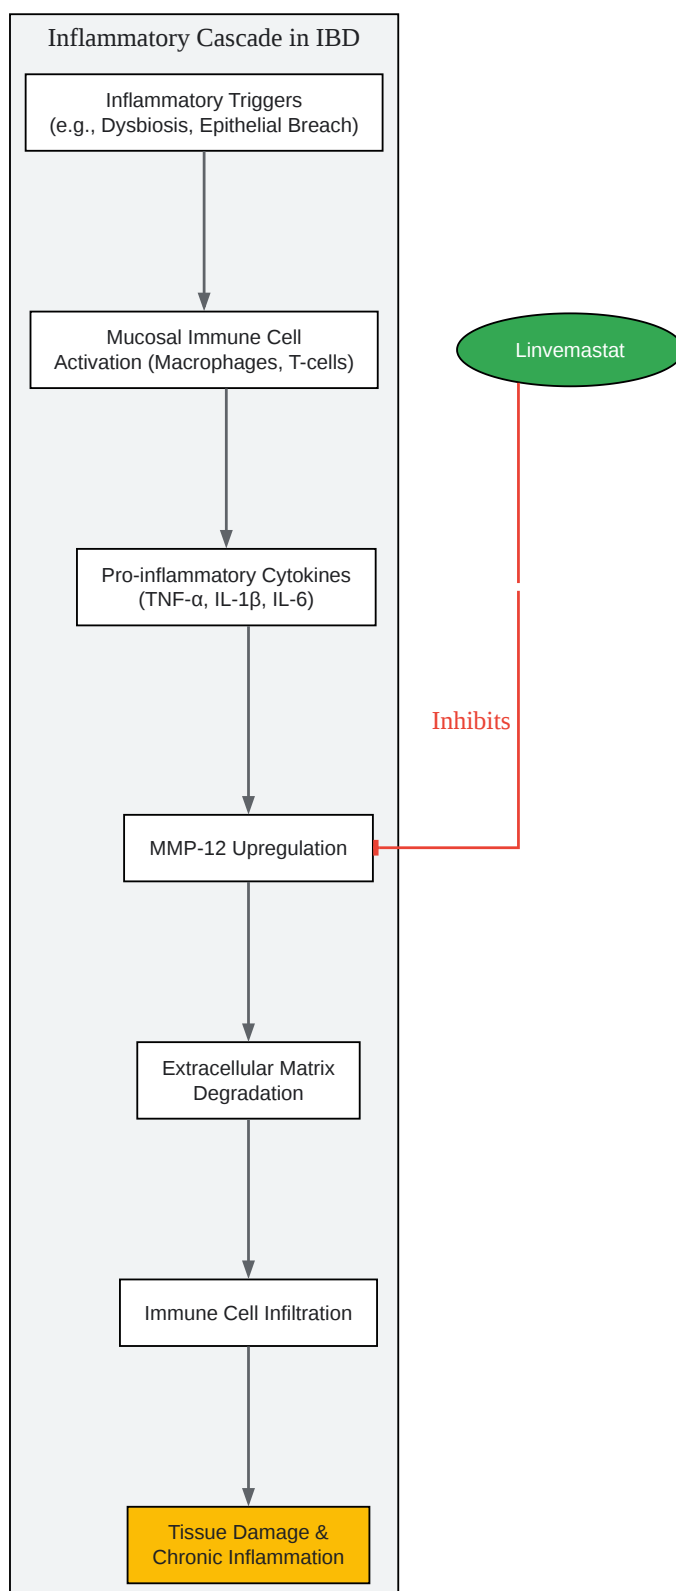 Inflammatory Cascade in IBD
Inflammatory Triggers
(e.g., Dysbiosis, Epithelial Breach)
Mucosal Immune Cell
Activation (Macrophages, T-cells)
Linvemastat
Pro-inflammatory Cytokines
(TNF-α, IL-1β, IL-6)
Inhibits
MMP-12 Upregulation
Extracellular Matrix
Degradation
Immune Cell Infiltration
Tissue Damage &
Chronic Inflammation